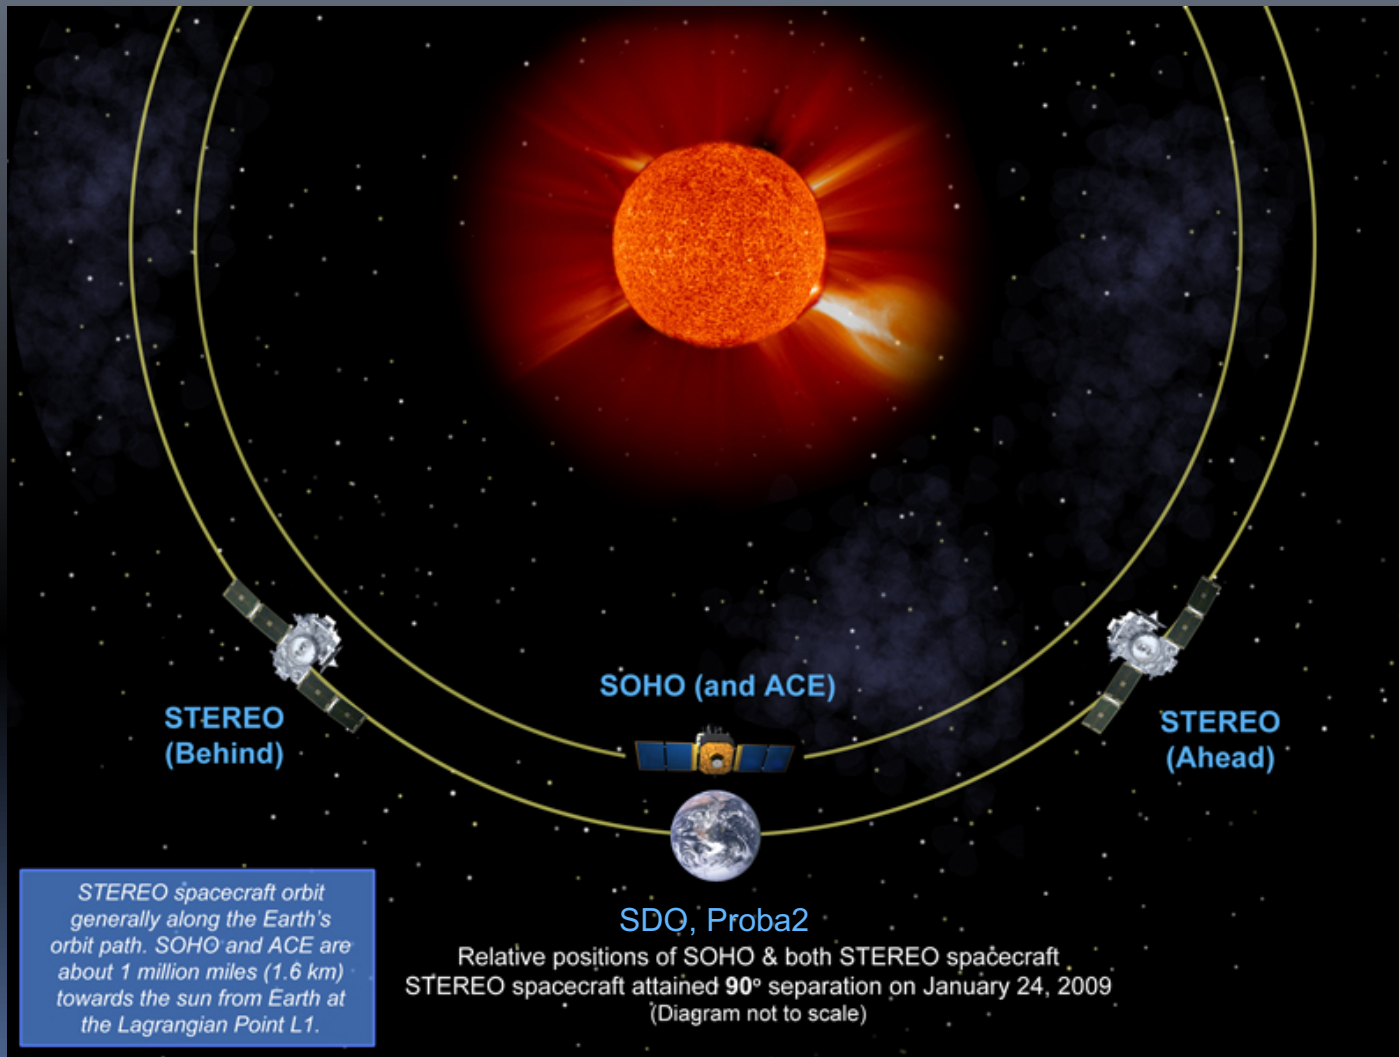 SOHO (and ACE)
STEREO
(Behind)
STEREO
(Ahead)
STEREO spacecraft orbit
generally along the Earth's
orbit path. SOHO and ACE are
about 1 million miles (1.6 km)
towards the sun from Earth at
the Lagrangian Point L1.
SDO, Proba2
Relative positions of SOHO & both STEREO spacecraft
STEREO spacecraft attained 90° separation on January 24, 2009
(Diagram not to scale)